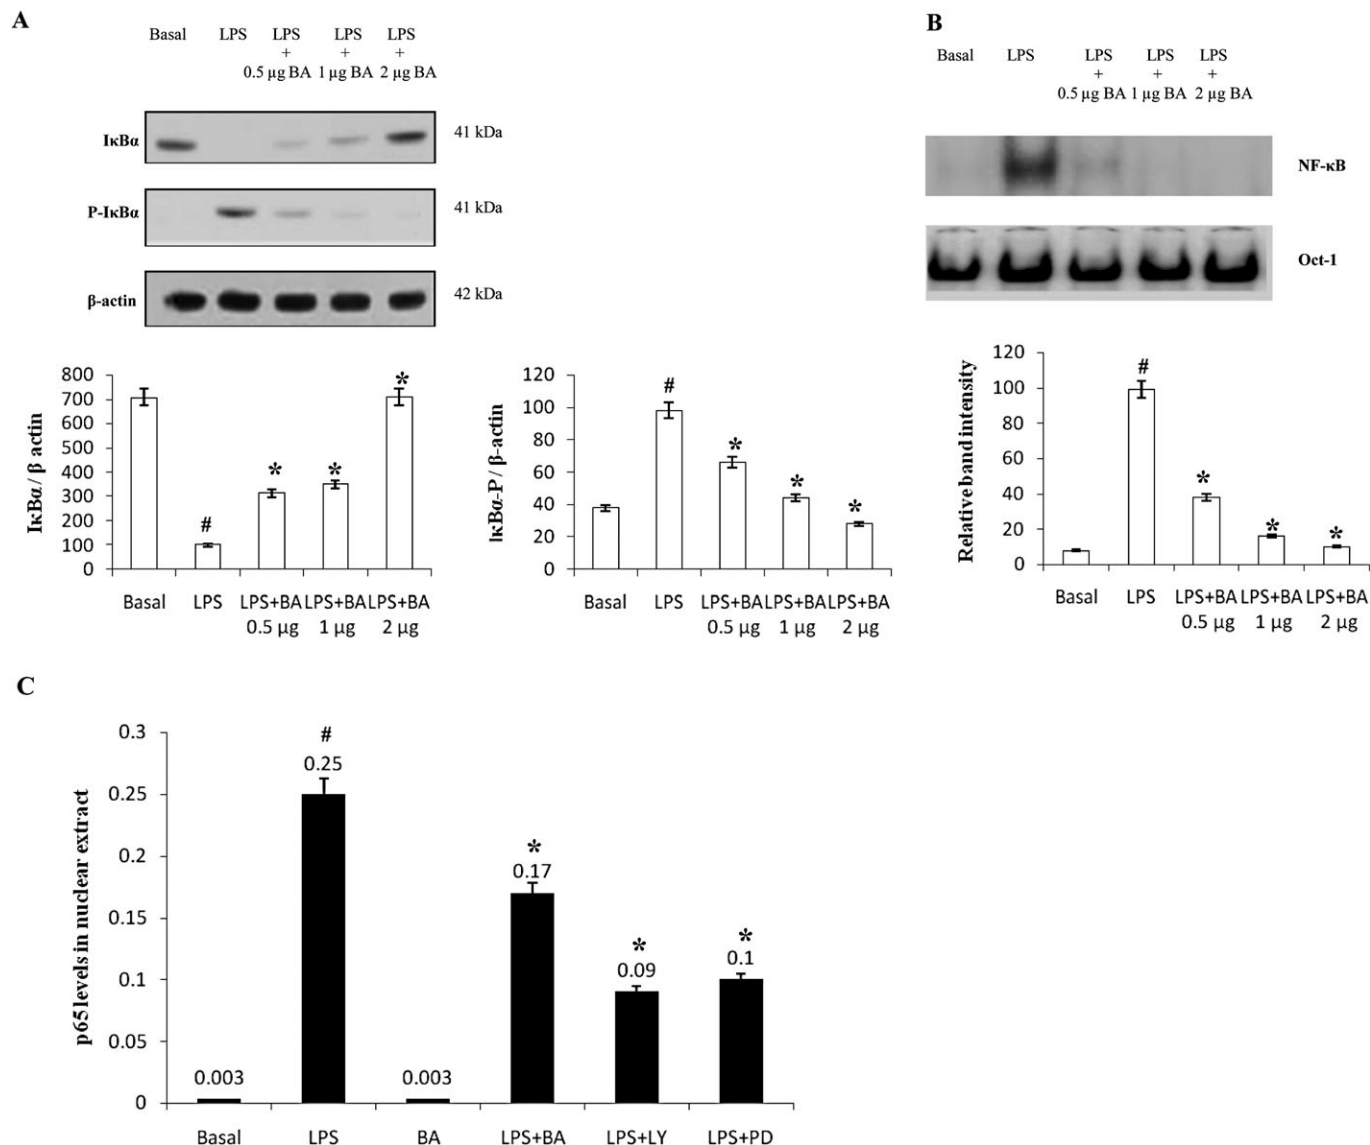 A
Basal LPS LPS LPS LPS
+ + +
0.5 µg BA 1 µg BA 2 µg BA
IκBα 41 kDa
P-IκBα 41 kDa
β-actin 42 kDa
800
700
600
500
400
300
200
100
0
IκBα / β actin
#
*
*
*
Basal LPS LPS+BA LPS+BA LPS+BA
0.5 µg 1 µg 2 µg
120
100
80
60
40
20
0
IκBα-P / β-actin
#
*
*
*
Basal LPS LPS+BA LPS+BA LPS+BA
0.5 µg 1 µg 2 µg
B
Basal LPS LPS LPS LPS
+ + +
0.5 µg BA 1 µg BA 2 µg BA
NF-κB
Oct-1
120
100
80
60
40
20
0
Relative band intensity
#
*
*
*
Basal LPS LPS+BA LPS+BA LPS+BA
0.5 µg 1 µg 2 µg
C
0.3
0.25
0.2
0.15
0.1
0.05
0
p65 levels in nuclear extract
#
0.25
*
0.17
*
0.09
*
0.1
0.003 0.003
Basal LPS BA LPS+BA LPS+LY LPS+PD